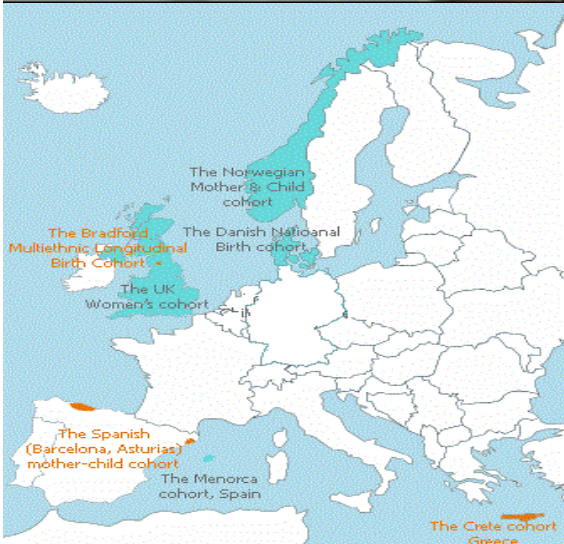 The Norwegian
Mother & Child
cohort
The Bradford
Multiethnic Longitudinal
Birth Cohort
The Danish Natioanal
Birth cohort
The UK
Women's cohort
The Spanish
(Barcelona, Asturias)
mother-child cohort
The Menorca
cohort, Spain
The Crete cohort
Greece